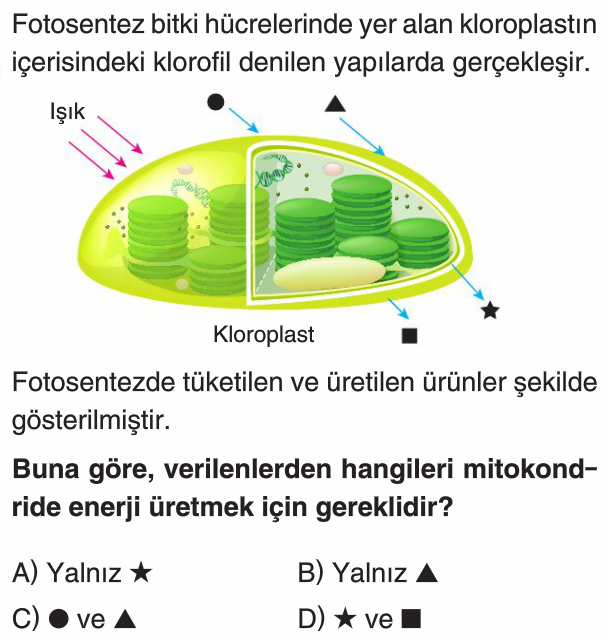 Fotosentez bitki hücrelerinde yer alan kloroplastın
içerisindeki klorofil denilen yapılarda gerçekleşir.
Işık
Kloroplast
Fotosentezde tüketilen ve üretilen ürünler şekilde
gösterilmiştir.
Buna göre, verilenlerden hangileri mitokond-
ride enerji üretmek için gereklidir?
A) Yalnız ★
B) Yalnız ▲
C) ● ve ▲
D) ★ ve ■